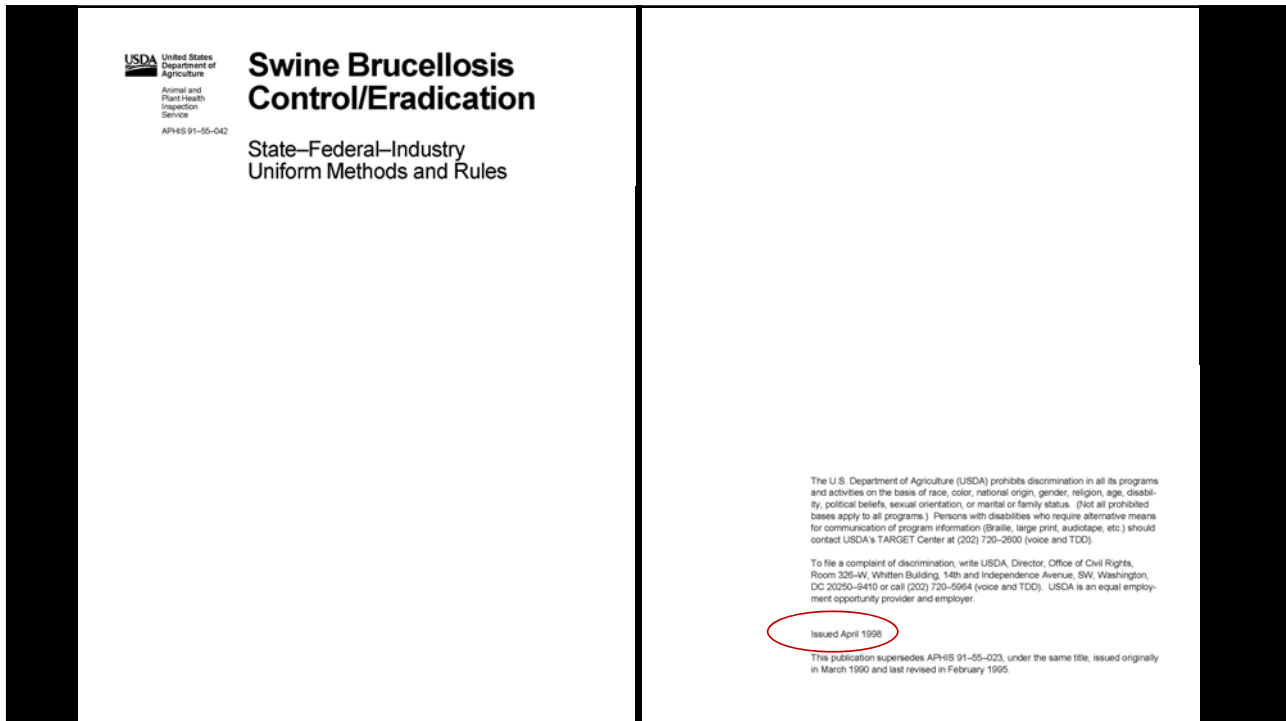 USDA
United States
Department of
Agriculture
Animal and
Plant Health
Inspection
Service
APHIS 91–55–042
Swine Brucellosis
Control/Eradication
State–Federal–Industry
Uniform Methods and Rules
The U.S. Department of Agriculture (USDA) prohibits discrimination in all its programs
and activities on the basis of race, color, national origin, gender, religion, age, disabil-
ity, political beliefs, sexual orientation, or marital or family status.  (Not all prohibited
bases apply to all programs.)  Persons with disabilities who require alternative means
for communication of program information (Braille, large print, audiotape, etc.) should
contact USDA's TARGET Center at (202) 720–2600 (voice and TDD).
To file a complaint of discrimination, write USDA, Director, Office of Civil Rights,
Room 326–W, Whitten Building, 14th and Independence Avenue, SW, Washington,
DC 20250–9410 or call (202) 720–5964 (voice and TDD).  USDA is an equal employ-
ment opportunity provider and employer.
Issued April 1998
This publication supersedes APHIS 91–55–023, under the same title, issued originally
in March 1990 and last revised in February 1995.